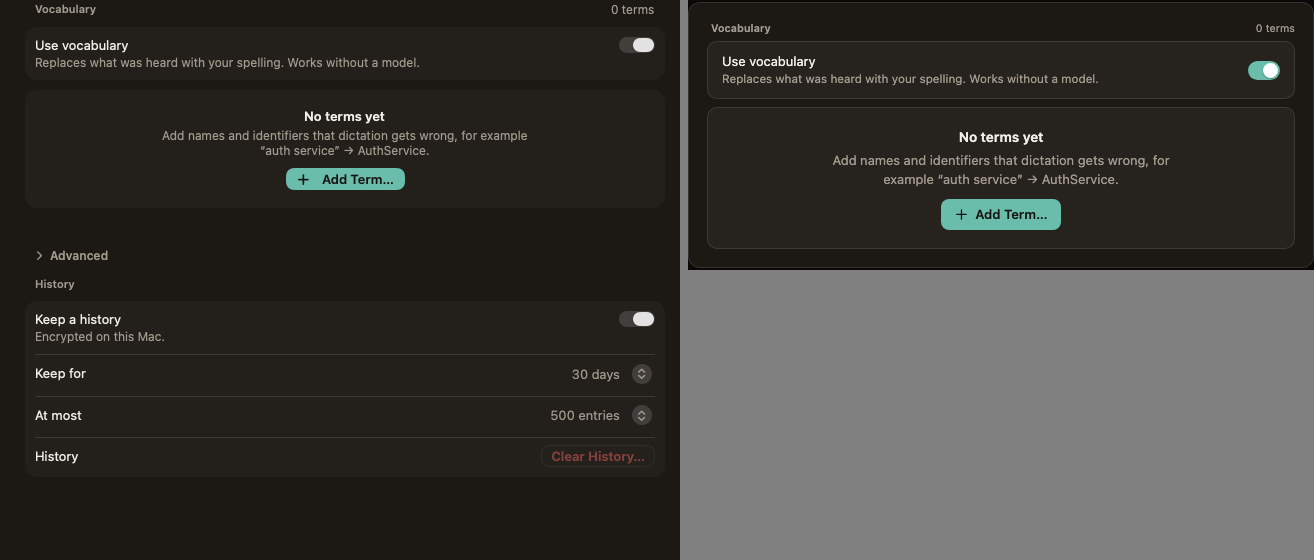 Vocabulary
0 terms
Use vocabulary
Replaces what was heard with your spelling. Works without a model.
No terms yet
Add names and identifiers that dictation gets wrong, for example
“auth service” → AuthService.
+ Add Term...
Advanced
History
Keep a history
Encrypted on this Mac.
Keep for
30 days
At most
500 entries
History
Clear History...
Vocabulary
0 terms
Use vocabulary
Replaces what was heard with your spelling. Works without a model.
No terms yet
Add names and identifiers that dictation gets wrong, for
example “auth service” → AuthService.
+ Add Term...